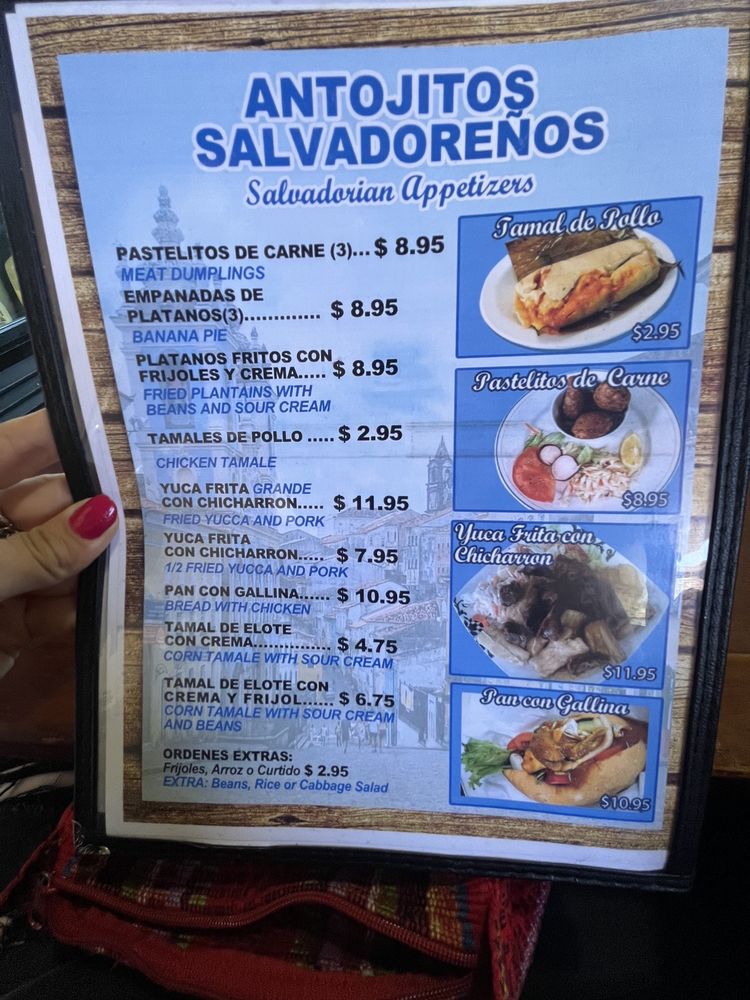 ANTOJITOS
SALVADOREÑOS
Salvadorian Appetizers
PASTELITOS DE CARNE (3)... $ 8.95
MEAT DUMPLINGS
EMPANADAS DE
PLATANOS(3)............. $ 8.95
BANANA PIE
PLATANOS FRITOS CON
FRIJOLES Y CREMA..... $ 8.95
FRIED PLANTAINS WITH
BEANS AND SOUR CREAM
TAMALES DE POLLO ..... $ 2.95
CHICKEN TAMALE
YUCA FRITA GRANDE
CON CHICHARRON..... $ 11.95
FRIED YUCCA AND PORK
YUCA FRITA
CON CHICHARRON..... $ 7.95
1/2 FRIED YUCCA AND PORK
PAN CON GALLINA...... $ 10.95
BREAD WITH CHICKEN
TAMAL DE ELOTE
CON CREMA............... $ 4.75
CORN TAMALE WITH SOUR CREAM
TAMAL DE ELOTE CON
CREMA Y FRIJOL...... $ 6.75
CORN TAMALE WITH SOUR CREAM
AND BEANS
ORDENES EXTRAS:
Frijoles, Arroz o Curtido $ 2.95
EXTRA: Beans, Rice or Cabbage Salad
Tamal de Pollo
$2.95
Pastelitos de Carne
$8.95
Yuca Frita con
Chicharron
$11.95
Pan con Gallina
$10.95